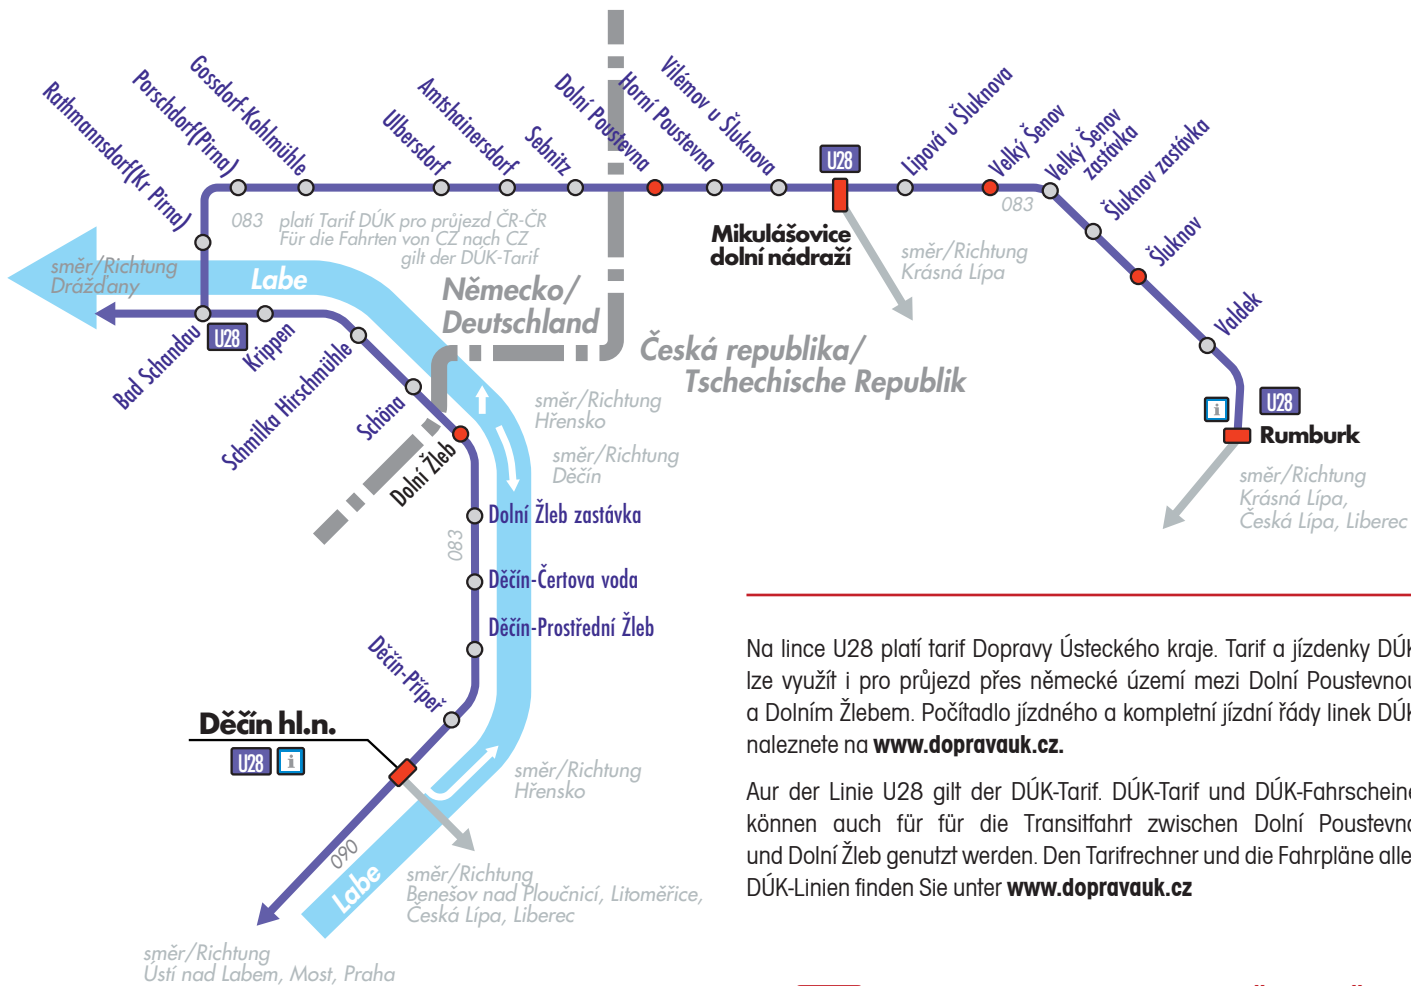 Rathmannsdorf(Kr Pirna)
Porschdorf(Pirna)
Gossdorf-Kohlmühle
Ulbersdorf
Amtshainersdorf
Sebnitz
Dolní Poustevna
Horní Poustevna
Vilémov u Šluknova
U28
Mikulášovice
dolní nádraží
Lipová u Šluknova
Velký Šenov
Velký Šenov
zastávka
Šluknov zastávka
Šluknov
Valdek
083
083 platí Tarif DÚK pro průjezd ČR-ČR
Für die Fahrten von CZ nach CZ
gilt der DÚK-Tarif
směr/Richtung
Krásná Lípa
směr/Richtung
Drážďany
Labe
Německo/
Deutschland
Česká republika/
Tschechische Republik
Bad Schandau
U28
Krippen
Schmilka Hirschmühle
Schöna
Dolní Žleb
směr/Richtung
Hřensko
směr/Richtung
Děčín
i
U28
Rumburk
směr/Richtung
Krásná Lípa,
Česká Lípa, Liberec
083
Dolní Žleb zastávka
Děčín-Čertova voda
Děčín-Prostřední Žleb
Děčín-Přípeř
Děčín hl.n.
U28
i
směr/Richtung
Hřensko
090
Labe
směr/Richtung
Benešov nad Ploučnicí, Litoměřice,
Česká Lípa, Liberec
směr/Richtung
Ústí nad Labem, Most, Praha
Na lince U28 platí tarif Dopravy Ústeckého kraje. Tarif a jízdenky DÚK
lze využít i pro průjezd přes německé území mezi Dolní Poustevnou
a Dolním Žlebem. Počítadlo jízdného a kompletní jízdní řády linek DÚK
naleznete na www.dopravauk.cz.
Aur der Linie U28 gilt der DÚK-Tarif. DÚK-Tarif und DÚK-Fahrscheine
können auch für für die Transitfahrt zwischen Dolní Poustevna
und Dolní Žleb genutzt werden. Den Tarifrechner und die Fahrpläne alle
DÚK-Linien finden Sie unter www.dopravauk.cz